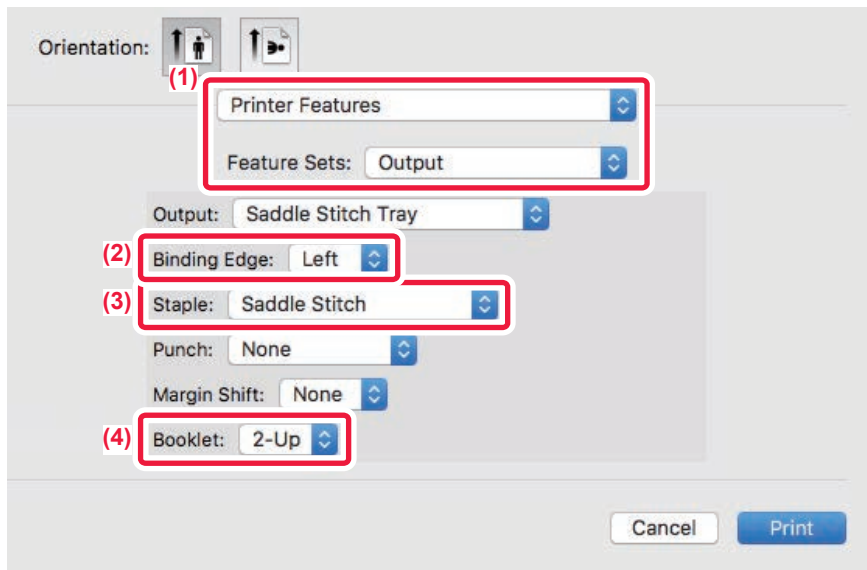 Orientation:
(1)
Printer Features
Feature Sets: Output
Output: Saddle Stitch Tray
(2) Binding Edge: Left
(3) Staple: Saddle Stitch
Punch: None
Margin Shift: None
(4) Booklet: 2-Up
Cancel Print